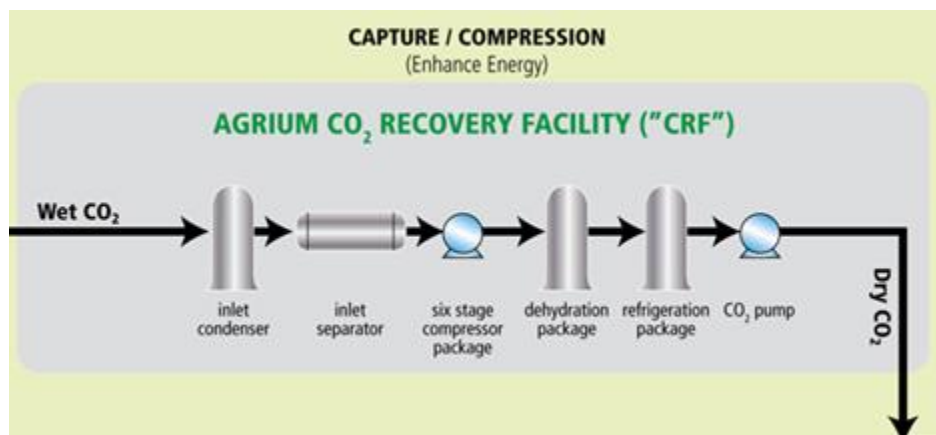 CAPTURE / COMPRESSION
(Enhance Energy)
AGRIUM CO₂ RECOVERY FACILITY ("CRF")
Wet CO₂
inlet
condenser
inlet
separator
six stage
compressor
package
dehydration
package
refrigeration
package
CO₂ pump
Dry CO₂